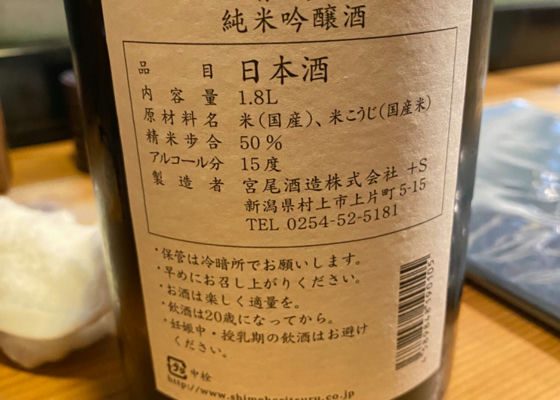 純米吟醸酒
品目 日本酒
内容量 1.8L
原材料名 米(国産)、米こうじ(国産米)
精米歩合 50%
アルコール分 15度
製造者 宮尾酒造株式会社 +S
新潟県村上市上片町5-15
TEL 0254-52-5181
・保管は冷暗所でお願いします。
・早めにお召し上がりください。
・お酒は楽しく適量を。
・飲酒は20歳になってから。
・妊娠中・授乳期の飲酒はお避け
ください。
中栓
http://www.shimeharitsuru.co.jp